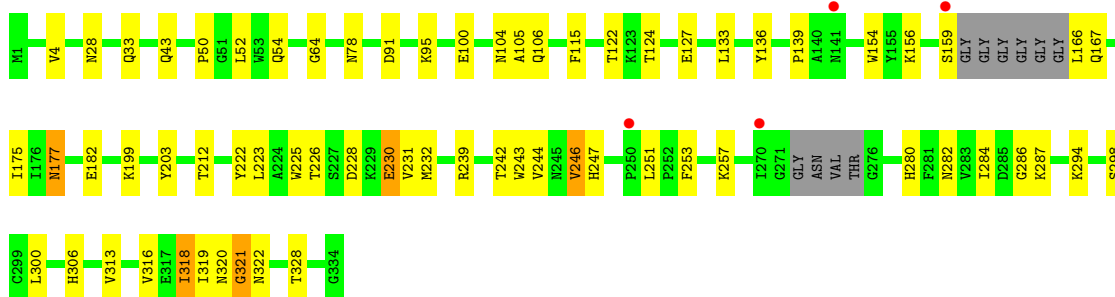 M1 V4 N28 Q33 Q43 P50 G51 L52 W53 Q54 G64 N78 D91 K95 E100 N104 A105 Q106 F115 T122 K123 T124 E127 L133 Y136 P139 A140 N141 W154 Y155 K156 S159 GLY GLY GLY GLY GLY L166 Q167
I175 I176 N177 E182 K199 Y203 T212 Y222 L223 A224 W225 T226 S227 D228 K229 E230 V231 M232 R239 T242 W243 V244 N245 V246 H247 P250 L251 P252 F253 K257 I270 G271 GLY ASN VAL THR G276 H280 F281 N282 V283 I284 D285 G286 K287 K294 S298
C299 L300 H306 V313 V316 E317 I318 I319 N320 G321 N322 T328 G334